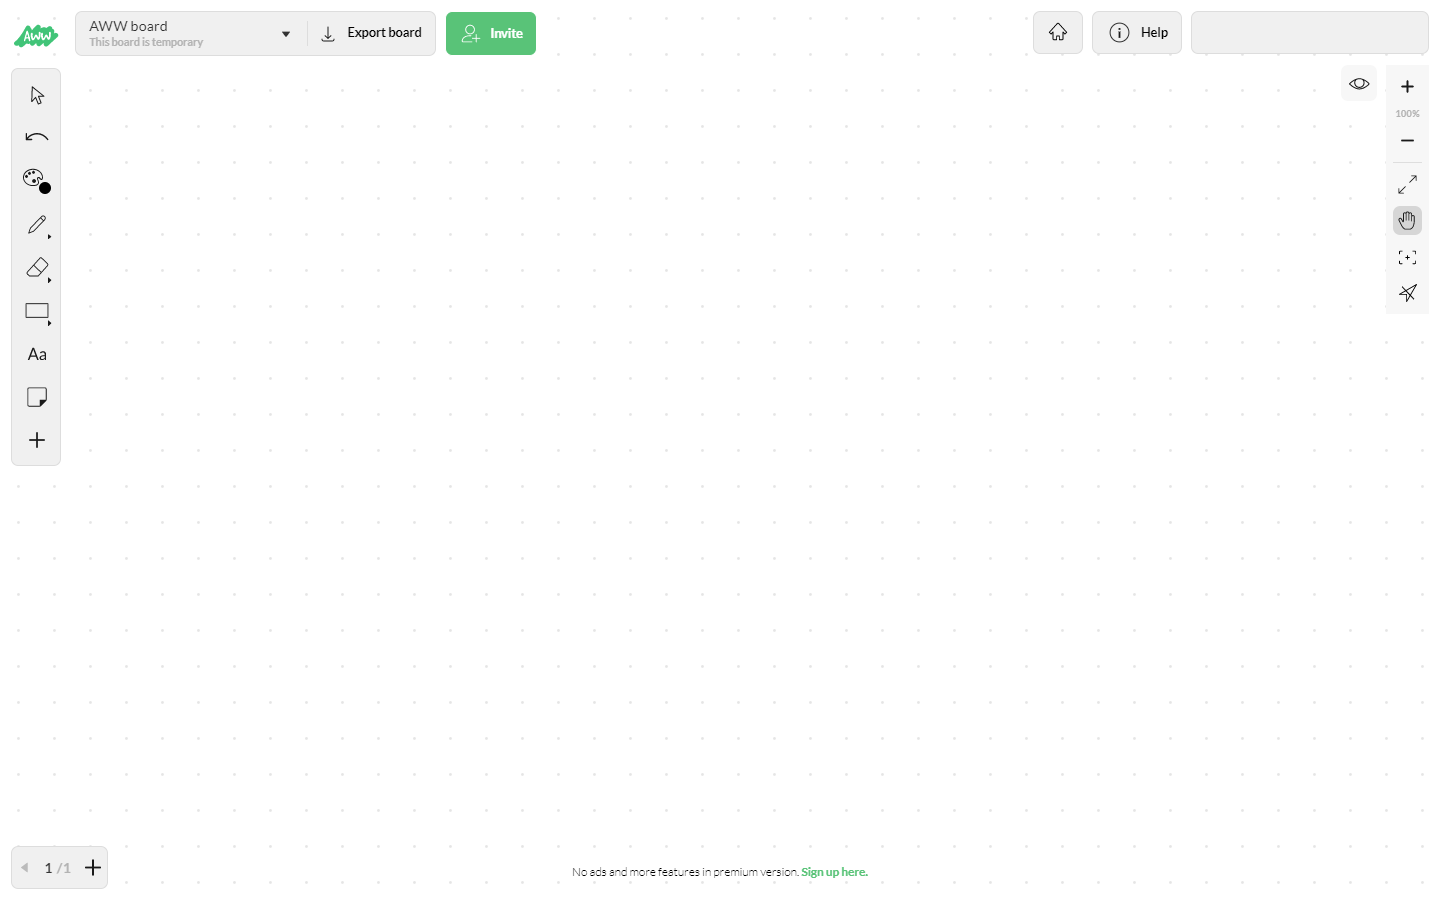 AWW
AWW board
This board is temporary
Export board
Invite
Help
100%
Aa
1 /1
No ads and more features in premium version. Sign up here.